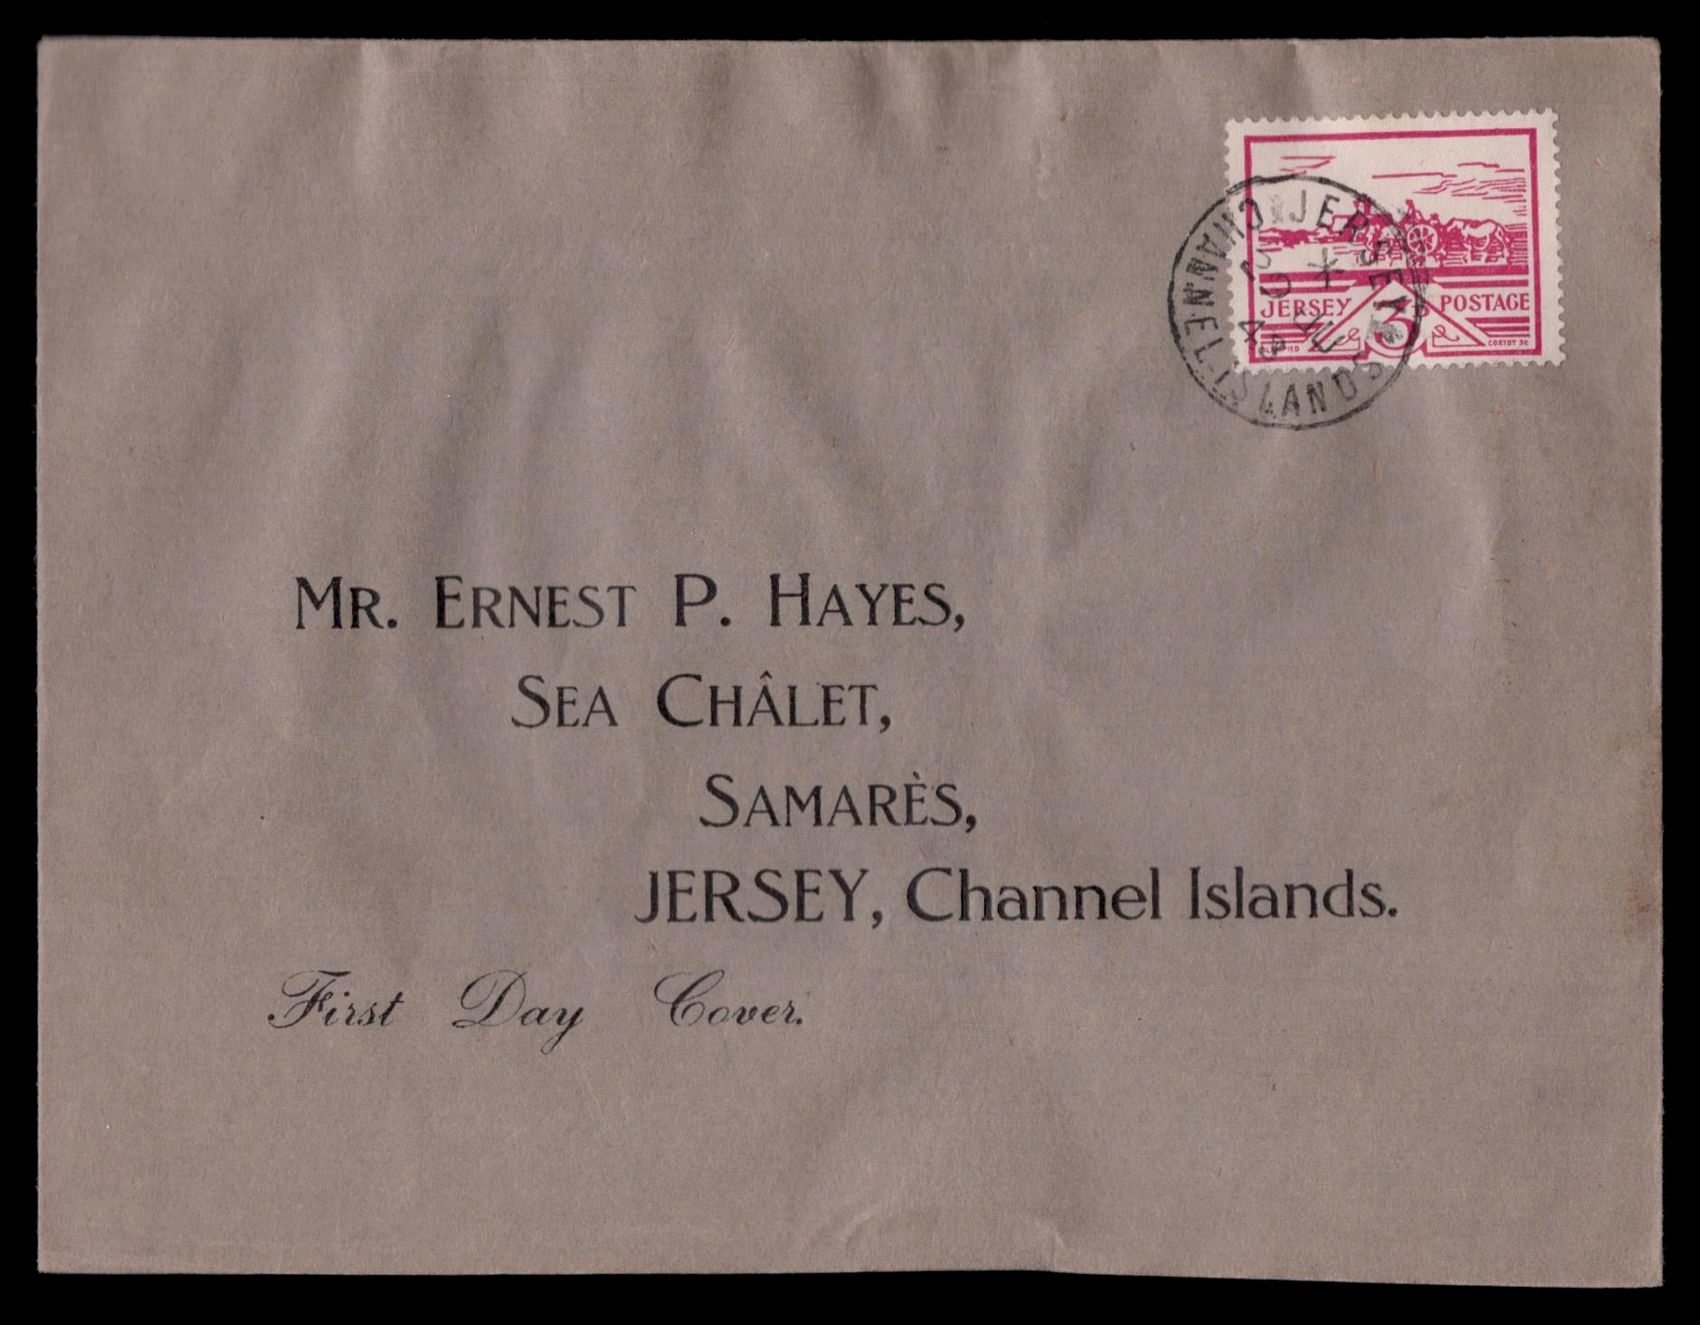 JERSEY
CHANNEL ISLANDS
JERSEY 3 POSTAGE
MR. ERNEST P. HAYES,
SEA CHÂLET,
SAMARÈS,
JERSEY, Channel Islands.
First Day Cover.